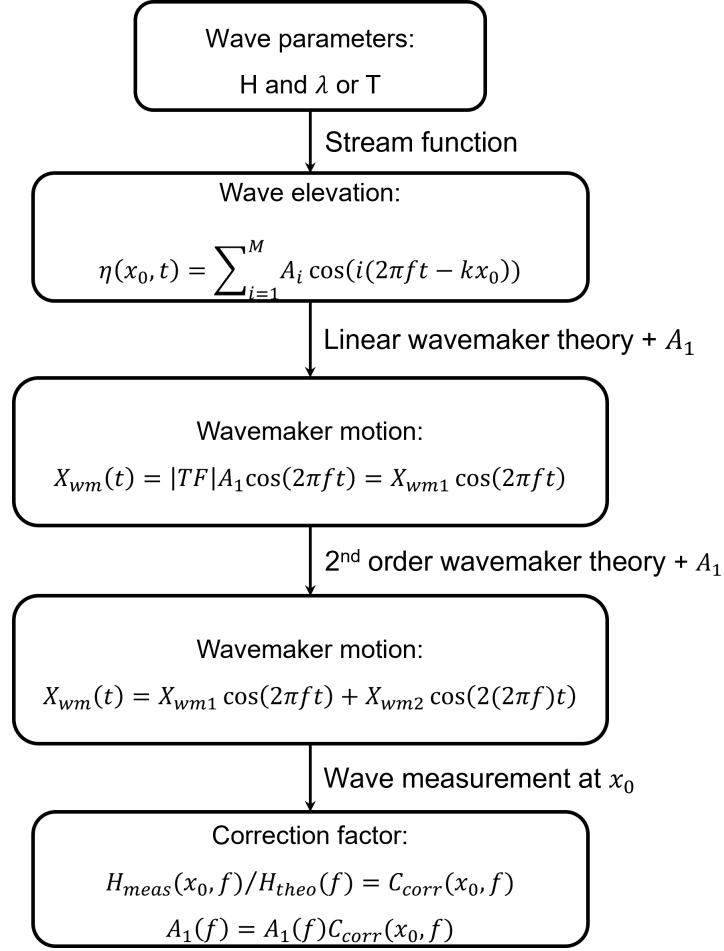 Wave parameters:
H and λ or T
Stream function
Wave elevation:
η(x₀, t) = ∑ᵢ₌₁ᴹ Aᵢ cos(i(2πft − kx₀))
Linear wavemaker theory + A₁
Wavemaker motion:
X_wm(t) = |TF|A₁cos(2πft) = X_wm1 cos(2πft)
2ⁿᵈ order wavemaker theory + A₁
Wavemaker motion:
X_wm(t) = X_wm1 cos(2πft) + X_wm2 cos(2(2πf)t)
Wave measurement at x₀
Correction factor:
H_meas(x₀, f)/H_theo(f) = C_corr(x₀, f)
A₁(f) = A₁(f)C_corr(x₀, f)